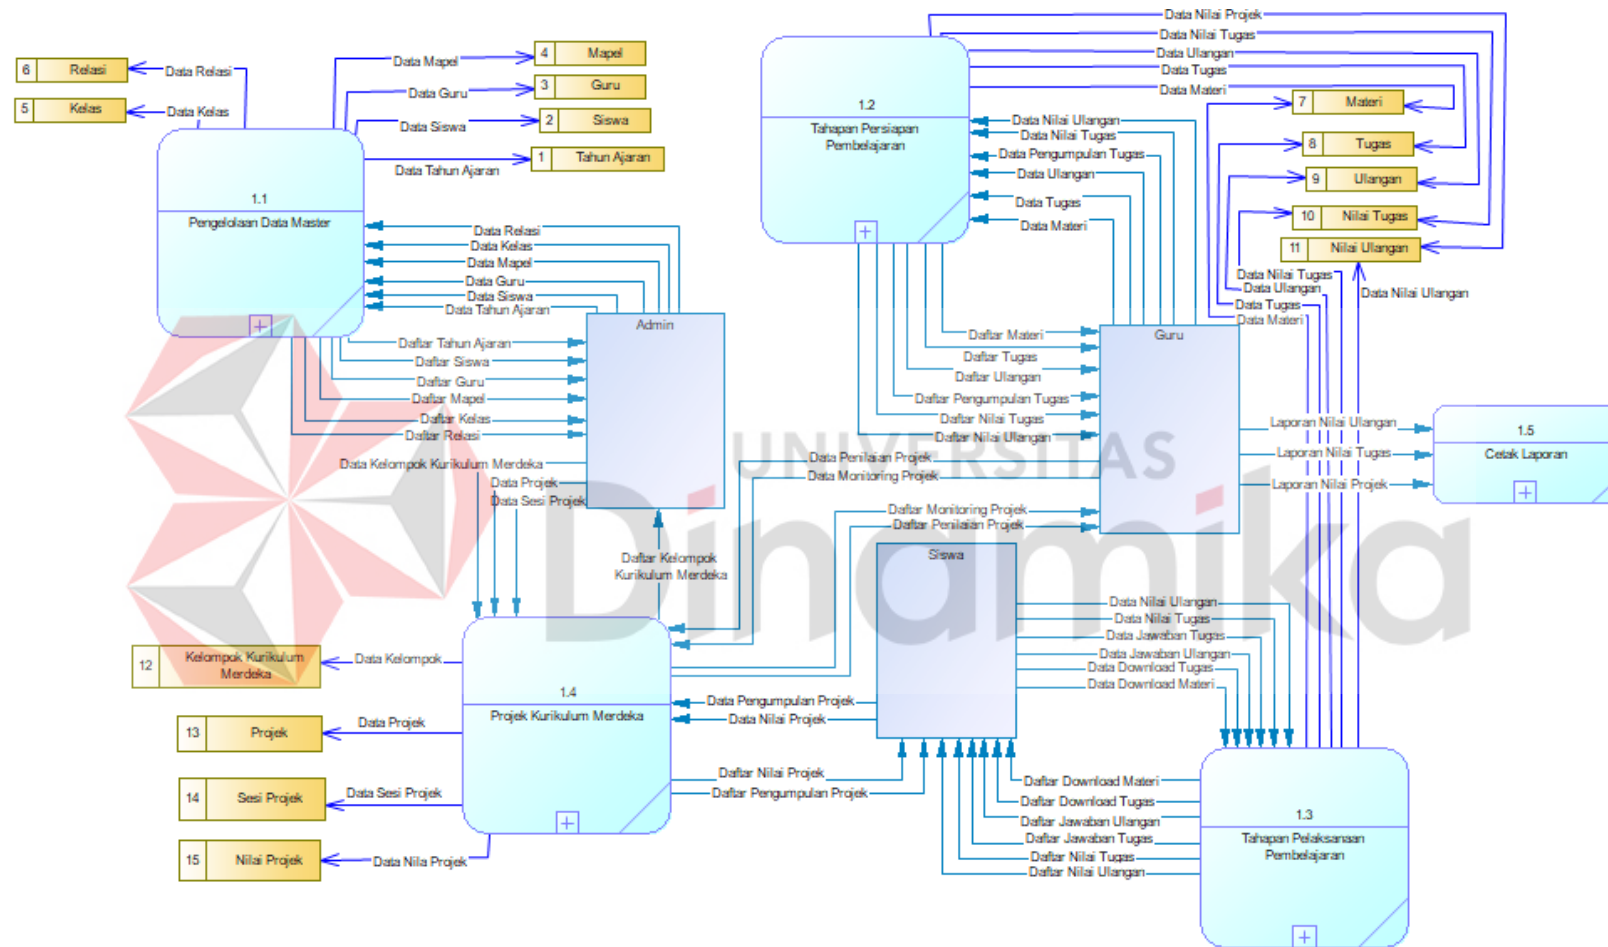 6 Relasi
5 Kelas
Data Relasi
Data Kelas
Data Mapel
Data Guru
Data Siswa
Data Tahun Ajaran
4 Mapel
3 Guru
2 Siswa
1 Tahun Ajaran
1.1
Pengelolaan Data Master
Data Relasi
Data Kelas
Data Mapel
Data Guru
Data Siswa
Data Tahun Ajaran
Admin
Daftar Tahun Ajaran
Daftar Siswa
Daftar Guru
Daftar Mapel
Daftar Kelas
Daftar Relasi
Data Kelompok Kurikulum Merdeka
Data Projek
Data Sesi Projek
Daftar Kelompok
Kurikulum Merdeka
1.2
Tahapan Persiapan
Pembelajaran
Data Nilai Projek
Data Nilai Tugas
Data Ulangan
Data Tugas
Data Materi
7 Materi
8 Tugas
9 Ulangan
10 Nilai Tugas
11 Nilai Ulangan
Data Nilai Ulangan
Data Nilai Tugas
Data Pengumpulan Tugas
Data Ulangan
Data Tugas
Data Materi
Data Nilai Tugas
Data Ulangan
Data Tugas
Data Materi
Data Nilai Ulangan
Daftar Materi
Daftar Tugas
Daftar Ulangan
Daftar Pengumpulan Tugas
Daftar Nilai Tugas
Daftar Nilai Ulangan
Guru
Laporan Nilai Ulangan
Laporan Nilai Tugas
Laporan Nilai Projek
1.5
Cetak Laporan
Data Penilaian Projek
Data Monitoring Projek
Daftar Monitoring Projek
Daftar Penilaian Projek
UNIVERSITAS
Dinamika
Siswa
Data Nilai Ulangan
Data Nilai Tugas
Data Jawaban Tugas
Data Jawaban Ulangan
Data Download Tugas
Data Download Materi
12 Kelompok Kurikulum
Merdeka
13 Projek
14 Sesi Projek
15 Nilai Projek
Data Kelompok
Data Projek
Data Sesi Projek
Data Nila Projek
1.4
Projek Kurikulum Merdeka
Data Pengumpulan Projek
Data Nilai Projek
Daftar Nilai Projek
Daftar Pengumpulan Projek
Daftar Download Materi
Daftar Download Tugas
Daftar Jawaban Ulangan
Daftar Jawaban Tugas
Daftar Nilai Tugas
Daftar Nilai Ulangan
1.3
Tahapan Pelaksanaan
Pembelajaran